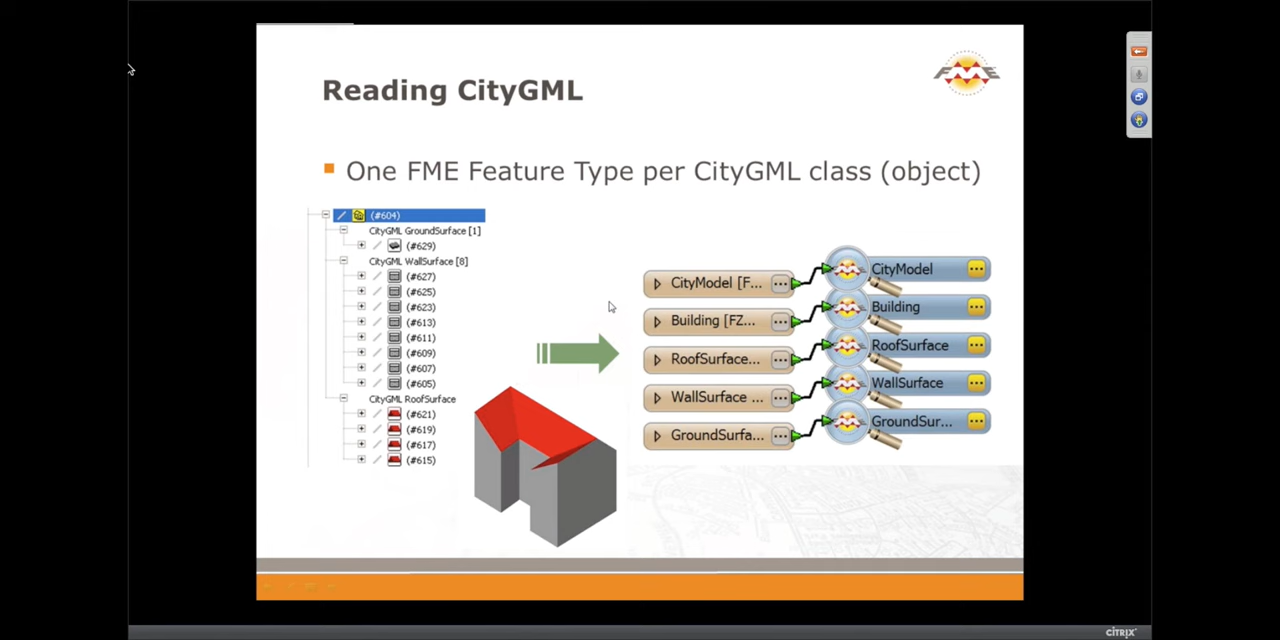 Reading CityGML
FME
One FME Feature Type per CityGML class (object)
(#604)
CityGML GroundSurface [1]
(#629)
CityGML WallSurface [8]
(#627)
(#625)
(#623)
(#613)
(#611)
(#609)
(#607)
(#605)
CityGML RoofSurface
(#621)
(#619)
(#617)
(#615)
CityModel [F...
Building [FZ...
RoofSurface...
WallSurface ...
GroundSurfa...
CityModel
Building
RoofSurface
WallSurface
GroundSur...
CITRIX